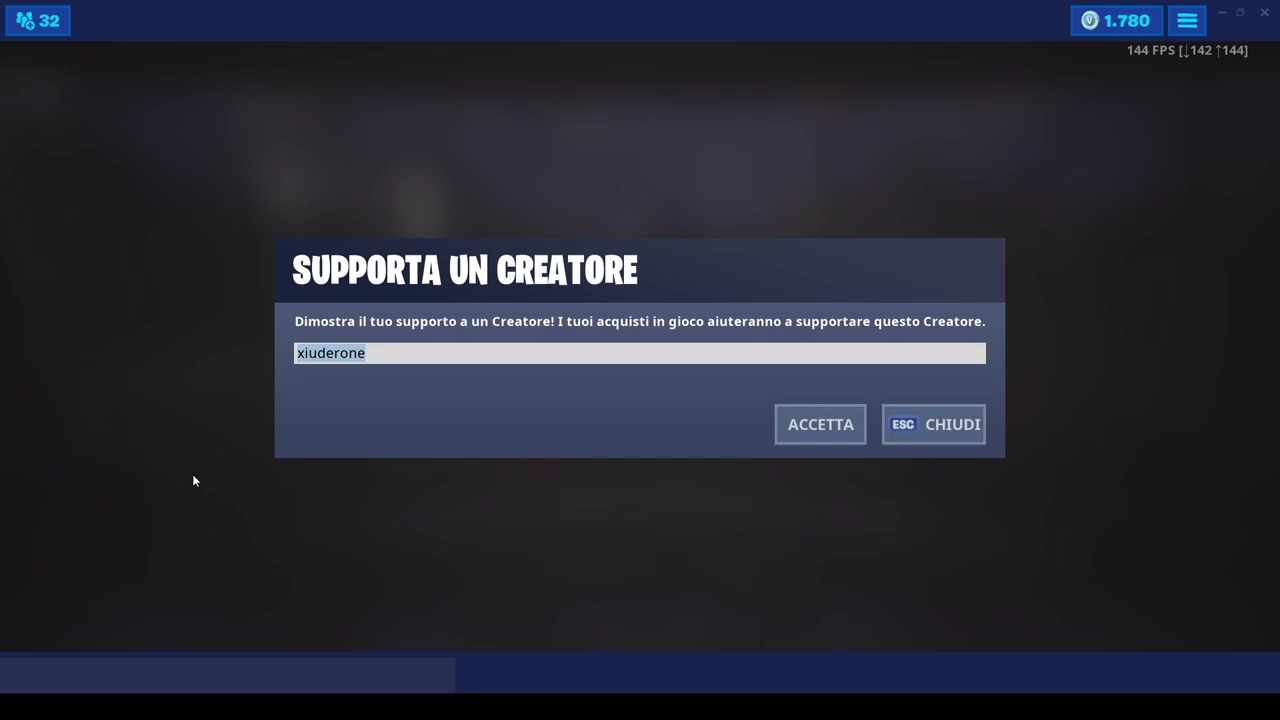 32
1.780
144 FPS [↓142 ↑144]
SUPPORTA UN CREATORE
Dimostra il tuo supporto a un Creatore! I tuoi acquisti in gioco aiuteranno a supportare questo Creatore.
xiuderone
ACCETTA
ESC CHIUDI